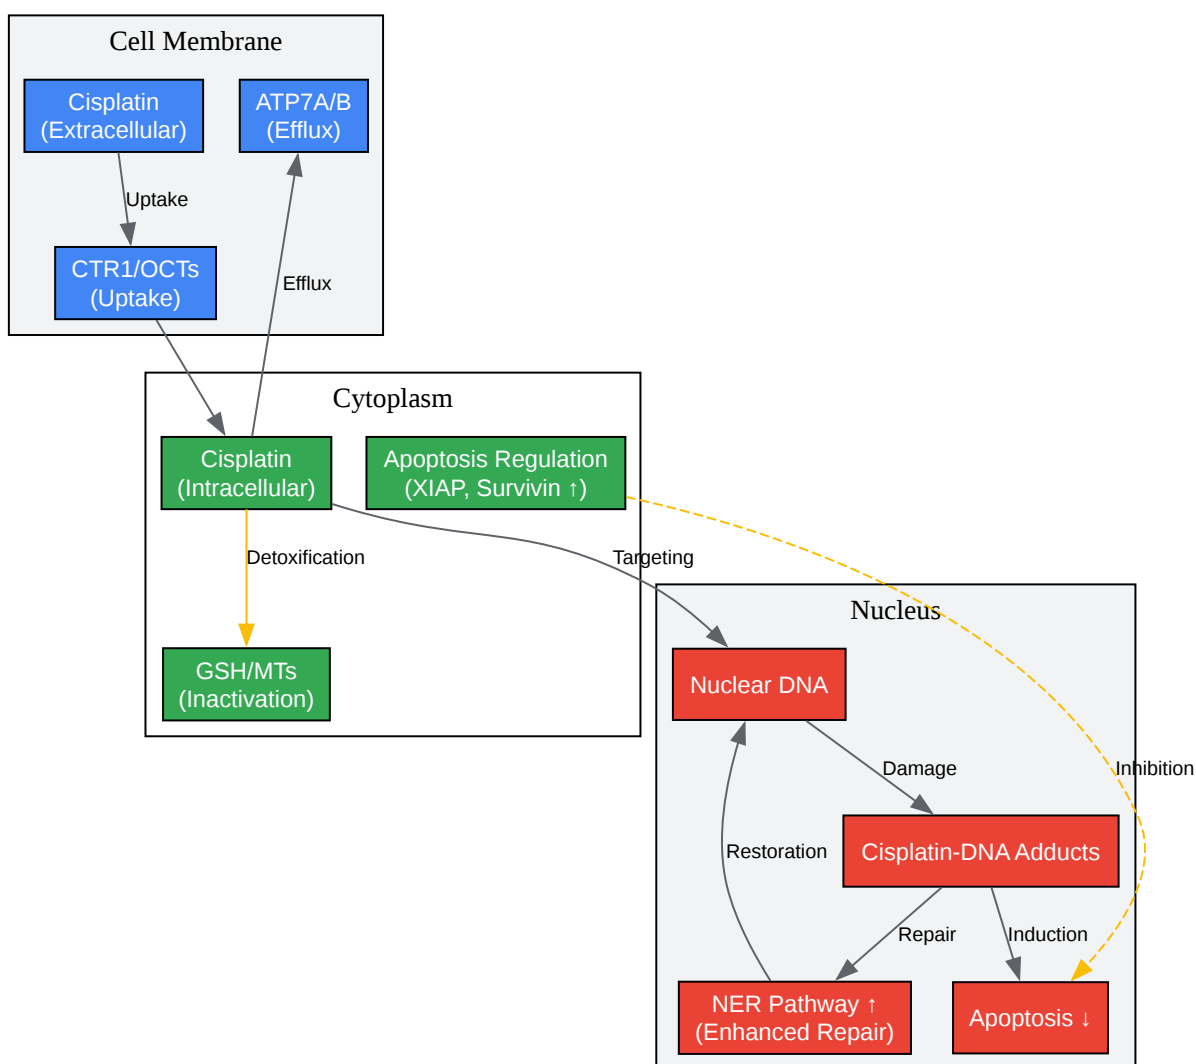 Cell Membrane
Cisplatin
(Extracellular)
ATP7A/B
(Efflux)
Uptake
CTR1/OCTs
(Uptake)
Efflux
Cytoplasm
Cisplatin
(Intracellular)
Apoptosis Regulation
(XIAP, Survivin ↑)
Detoxification
Targeting
Nucleus
GSH/MTs
(Inactivation)
Nuclear DNA
Damage
Inhibition
Restoration
Cisplatin-DNA Adducts
Repair
Induction
NER Pathway ↑
(Enhanced Repair)
Apoptosis ↓